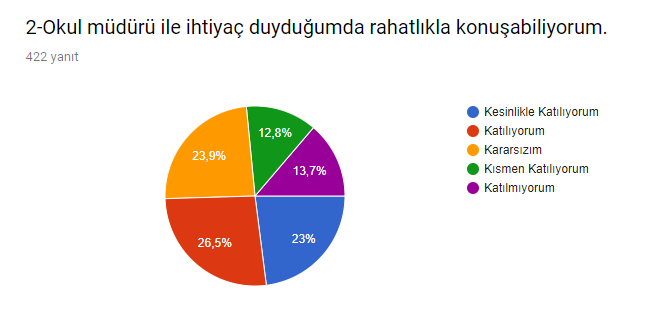 2-Okul müdürü ile ihtiyaç duyduğumda rahatlıkla konuşabiliyorum.
422 yanıt
Kesinlikle Katılıyorum
Katılıyorum
Kararsızım
Kısmen Katılıyorum
Katılmıyorum
12,8%
23,9%
13,7%
26,5%
23%